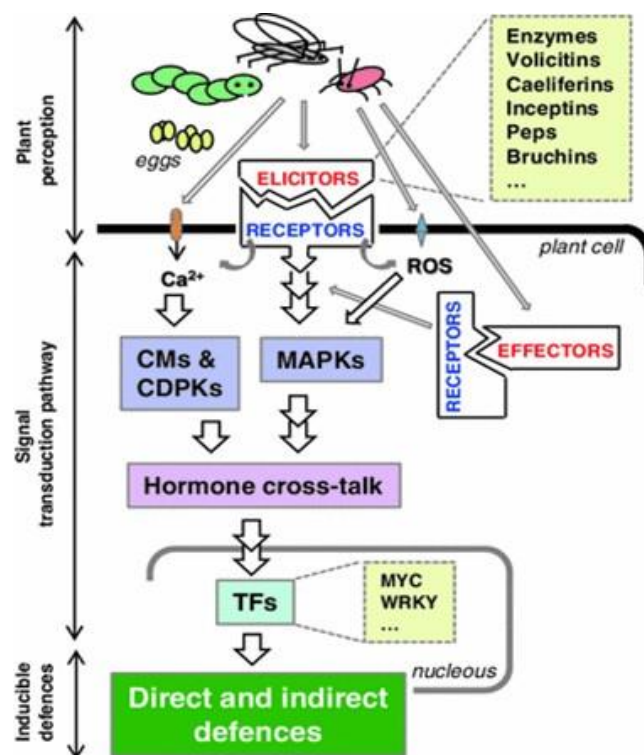 Plant
perception
Enzymes
Volicitins
Caeliferins
Inceptins
Peps
Bruchins
...
eggs
ELICITORS
RECEPTORS
plant cell
Ca²⁺
ROS
Signal
transduction pathway
CMs &
CDPKs
MAPKs
RECEPTORS
EFFECTORS
Hormone cross-talk
TFs
MYC
WRKY
...
nucleous
Inducible
defences
Direct and indirect
defences